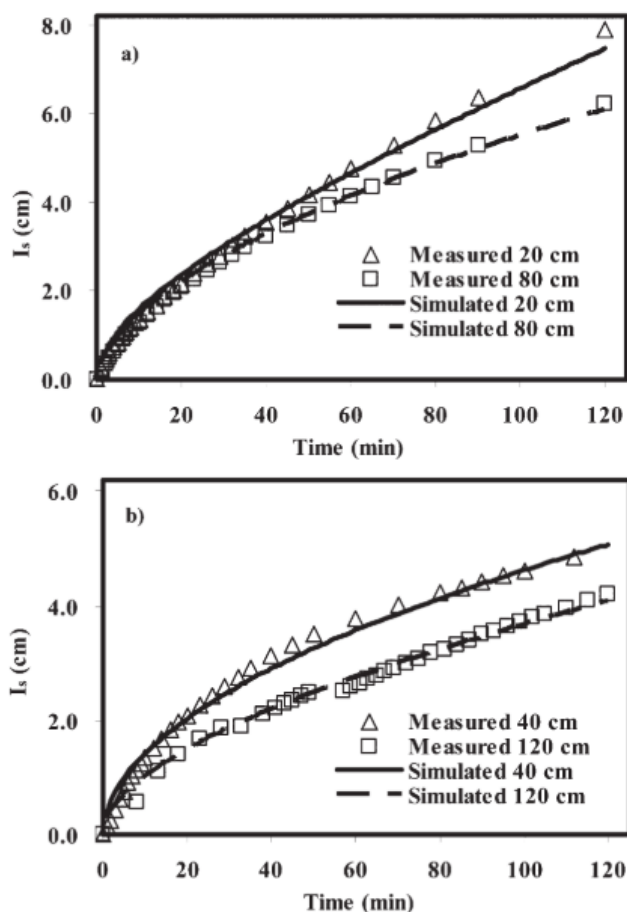 8.0
a)
6.0
4.0
2.0
0.0
Iₛ (cm)
Measured 20 cm
Measured 80 cm
Simulated 20 cm
Simulated 80 cm
0 20 40 60 80 100 120
Time (min)
6.0
b)
4.0
2.0
0.0
Iₛ (cm)
Measured 40 cm
Measured 120 cm
Simulated 40 cm
Simulated 120 cm
0 20 40 60 80 100 120
Time (min)